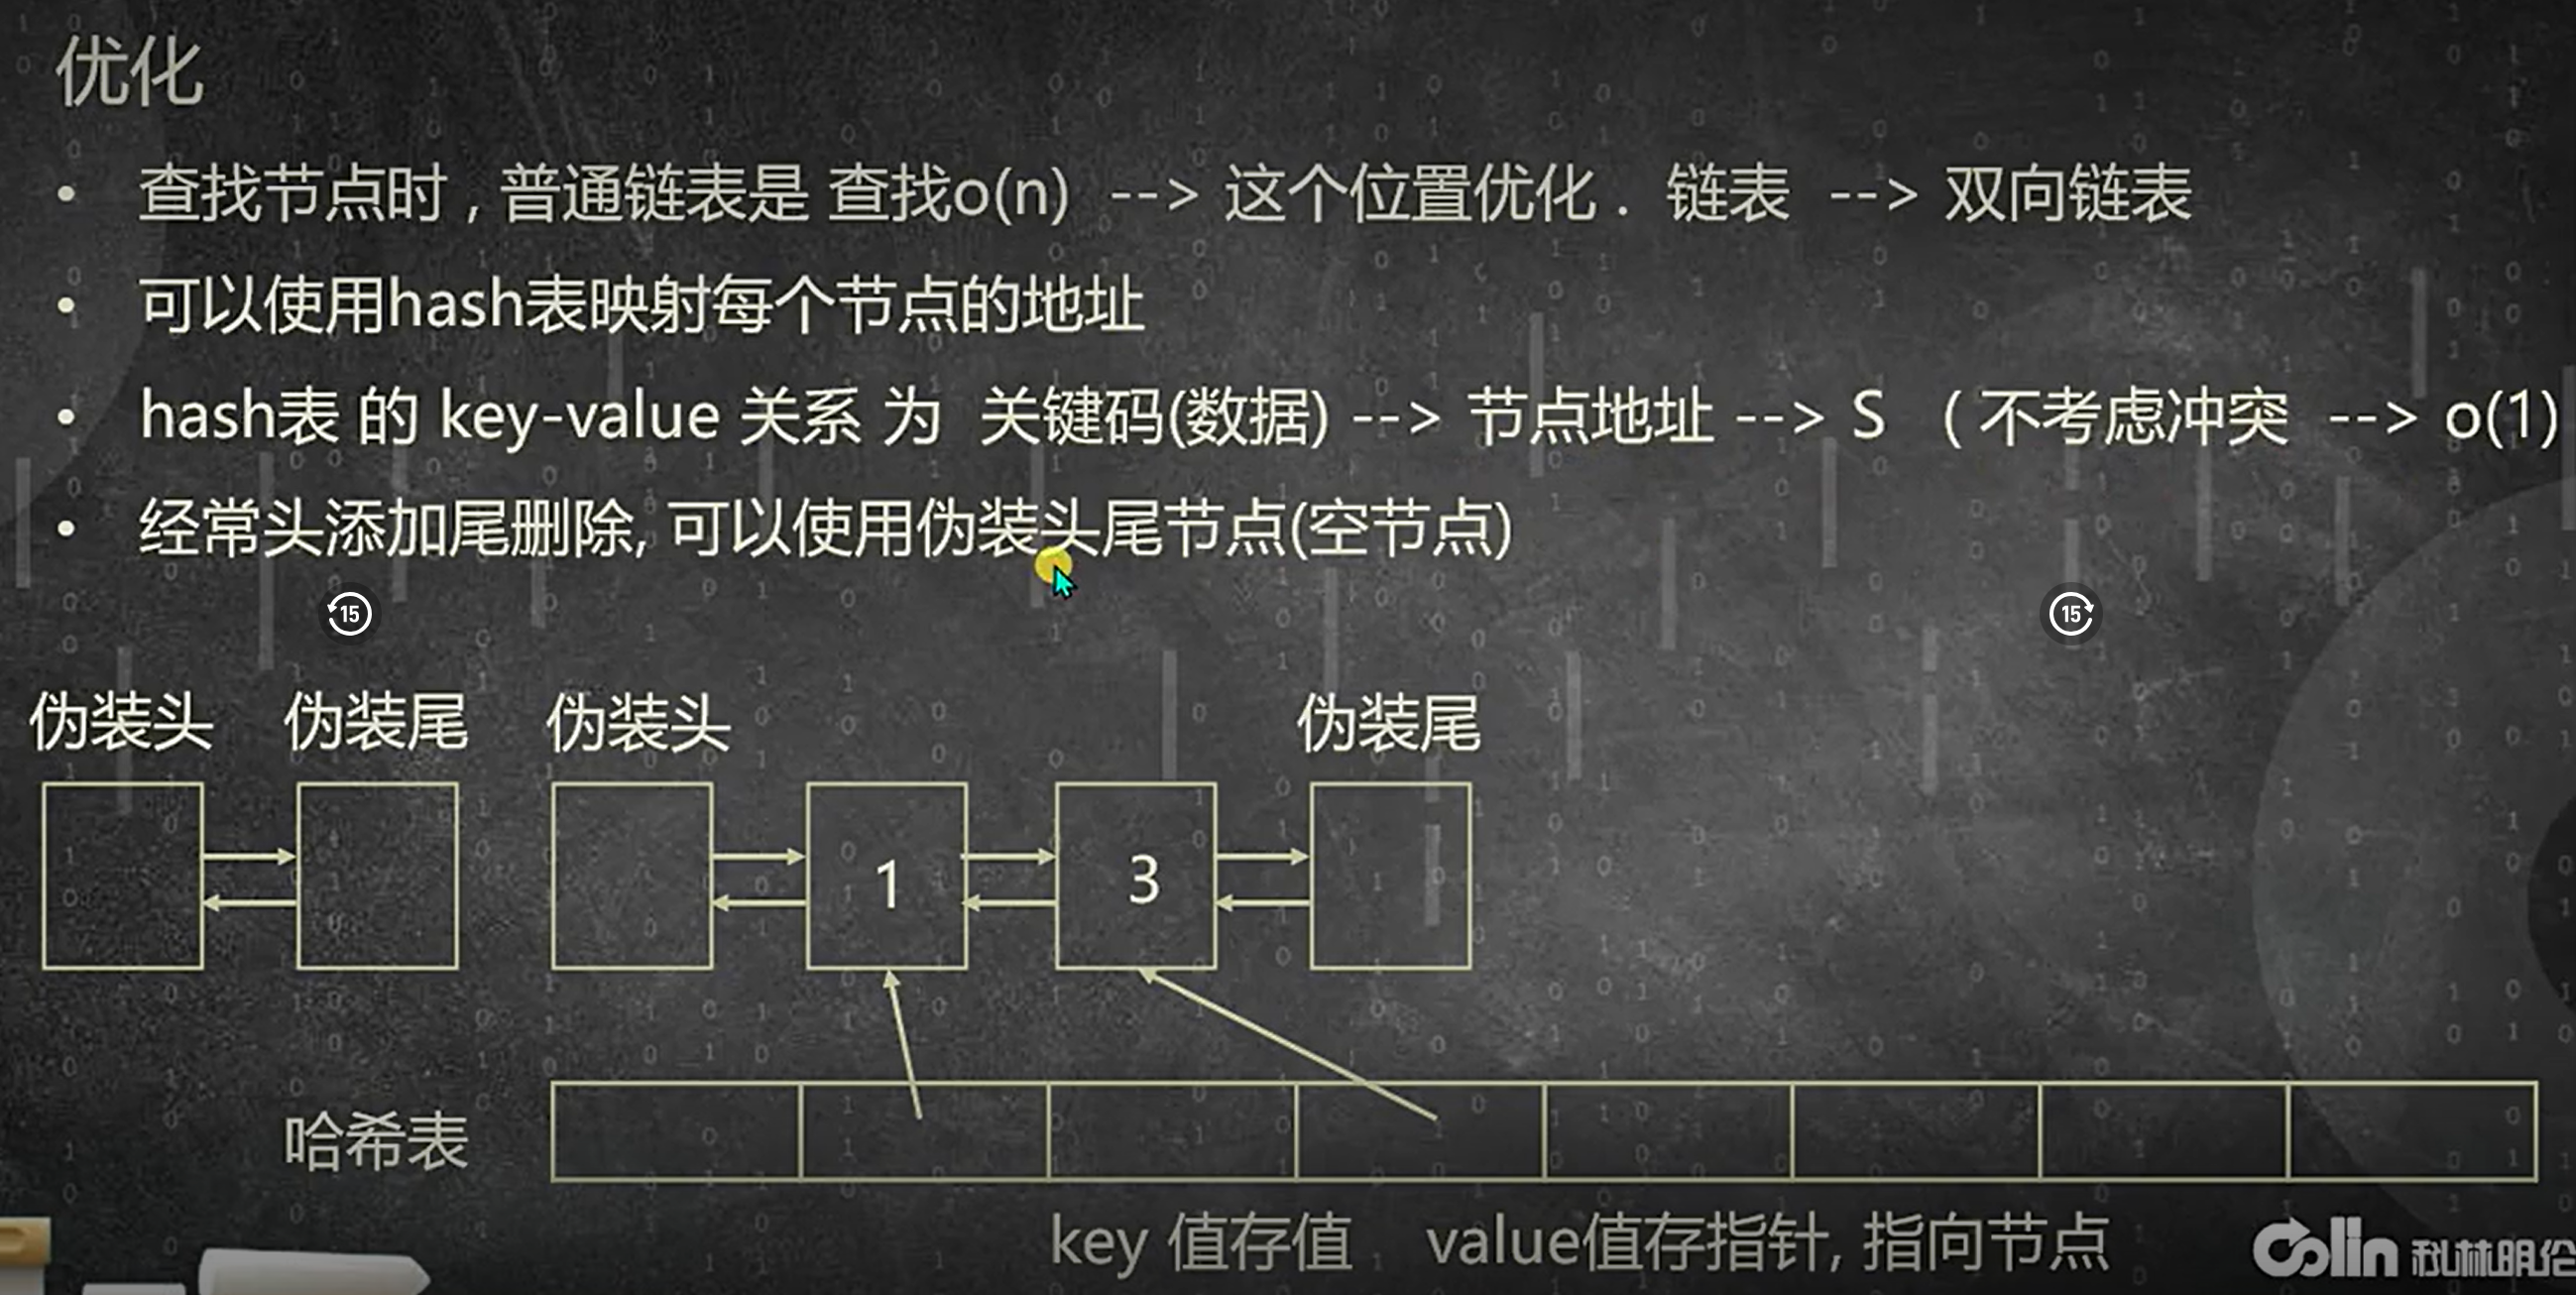 优化
• 查找节点时，普通链表是 查找o(n) --> 这个位置优化． 链表 --> 双向链表
• 可以使用hash表映射每个节点的地址
• hash表 的 key-value 关系 为 关键码(数据) --> 节点地址 --> S （ 不考虑冲突 --> o(1)
• 经常头添加尾删除, 可以使用伪装头尾节点(空节点)
15 15
伪装头 伪装尾 伪装头 伪装尾
1 3
哈希表
key 值存值 value值存指针, 指向节点
Colin 科林明伦